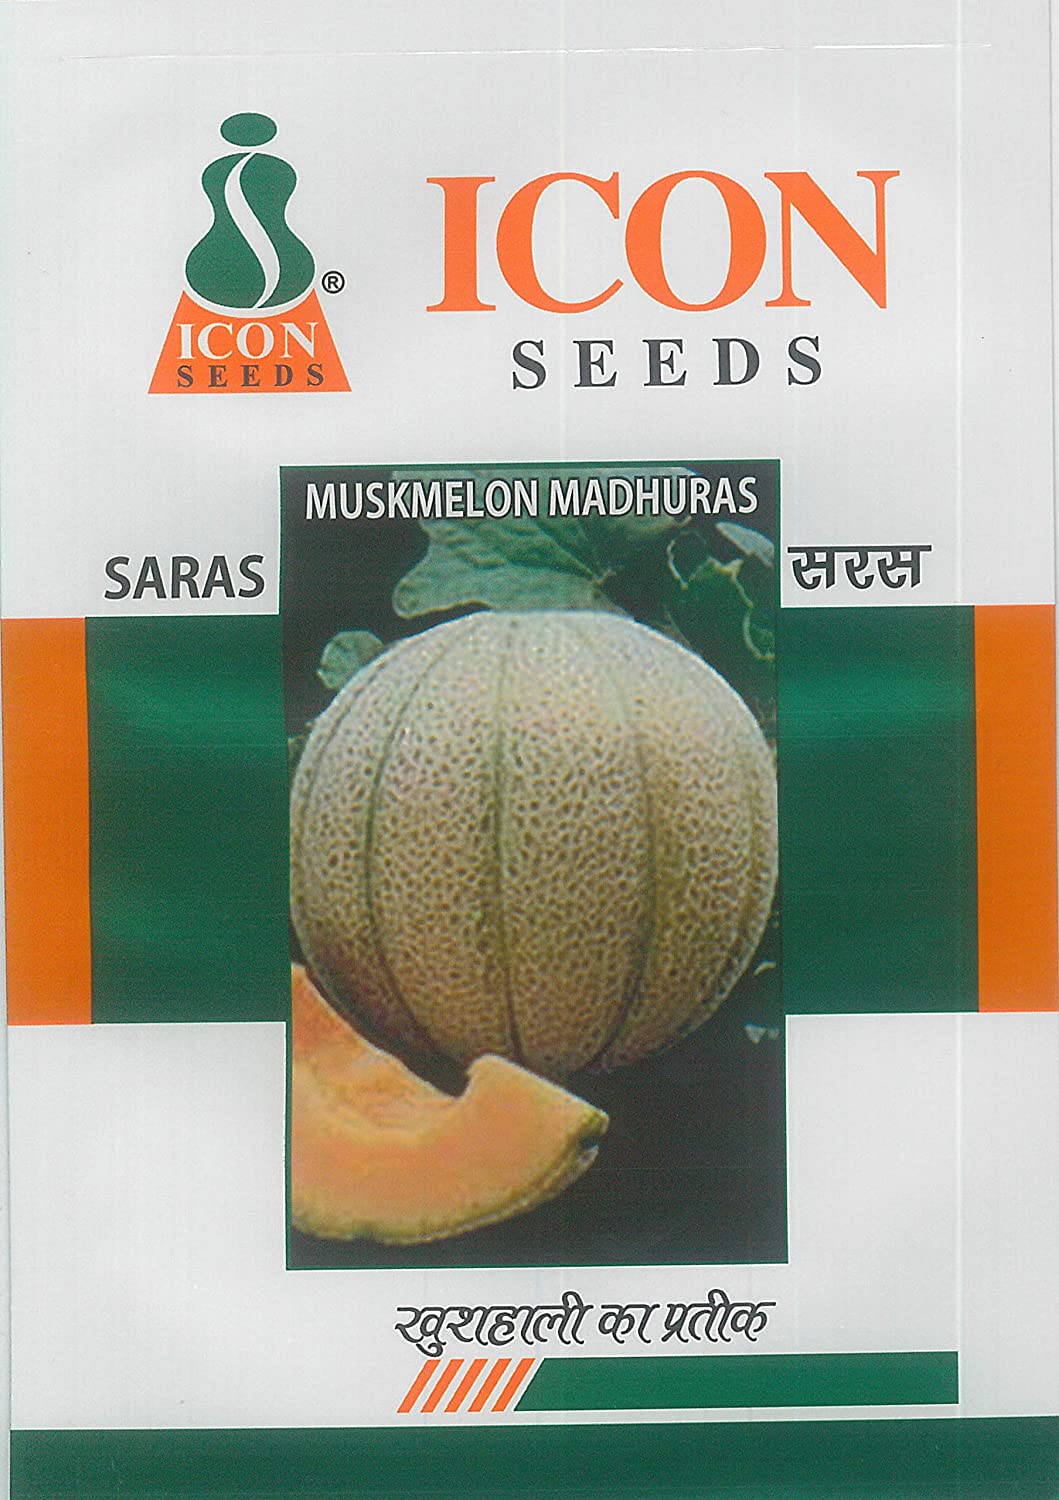 ICON
SEEDS
®
ICON
SEEDS
MUSKMELON MADHURAS
SARAS
सरस
खुशहाली का प्रतीक